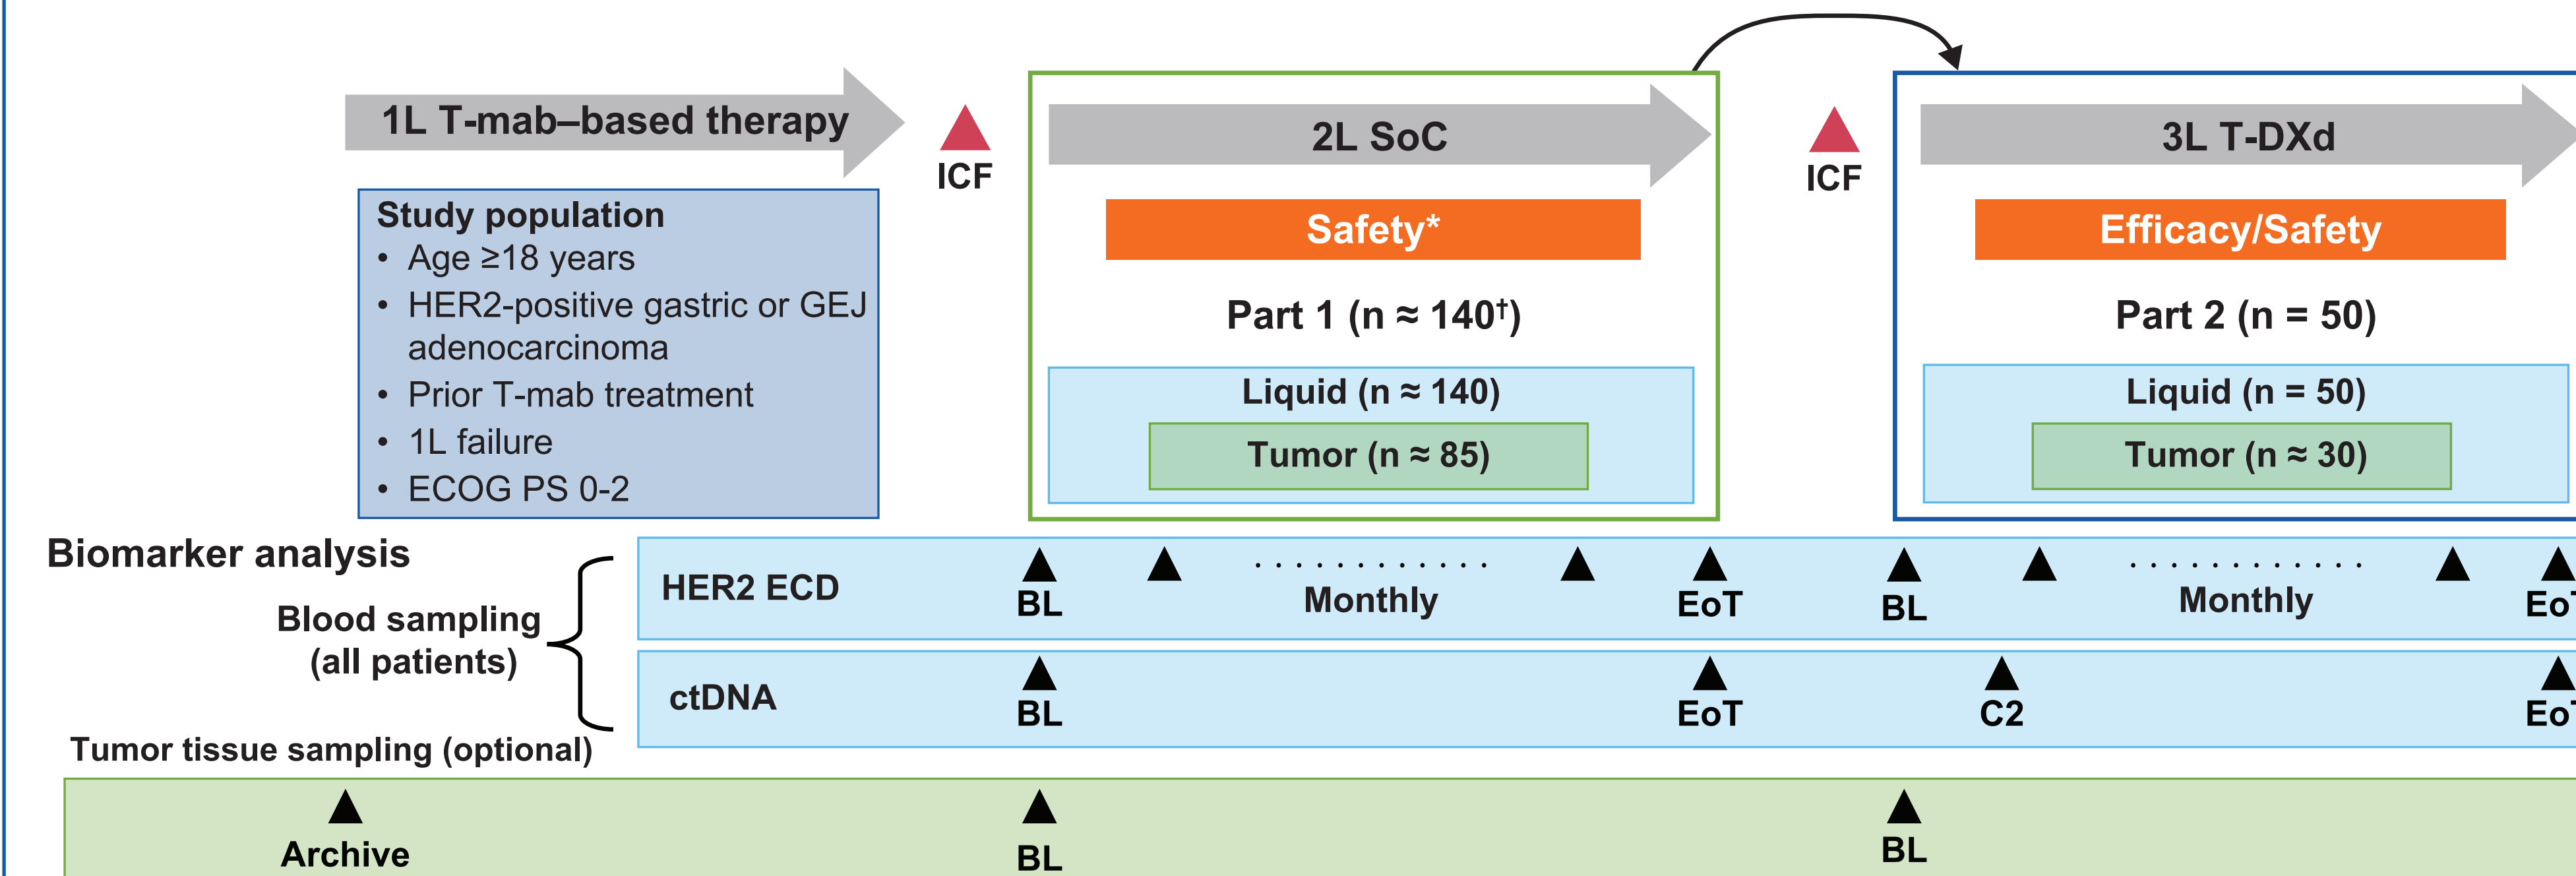 1L T-mab–based therapy
ICF
2L SoC
ICF
3L T-DXd
Study population
• Age ≥18 years
• HER2-positive gastric or GEJ
adenocarcinoma
• Prior T-mab treatment
• 1L failure
• ECOG PS 0-2
Safety*
Part 1 (n ≈ 140†)
Liquid (n ≈ 140)
Tumor (n ≈ 85)
Efficacy/Safety
Part 2 (n = 50)
Liquid (n = 50)
Tumor (n ≈ 30)
Biomarker analysis
Blood sampling
(all patients)
HER2 ECD
BL
Monthly
EoT
BL
Monthly
EoT
ctDNA
BL
EoT
C2
EoT
Tumor tissue sampling (optional)
Archive
BL
BL